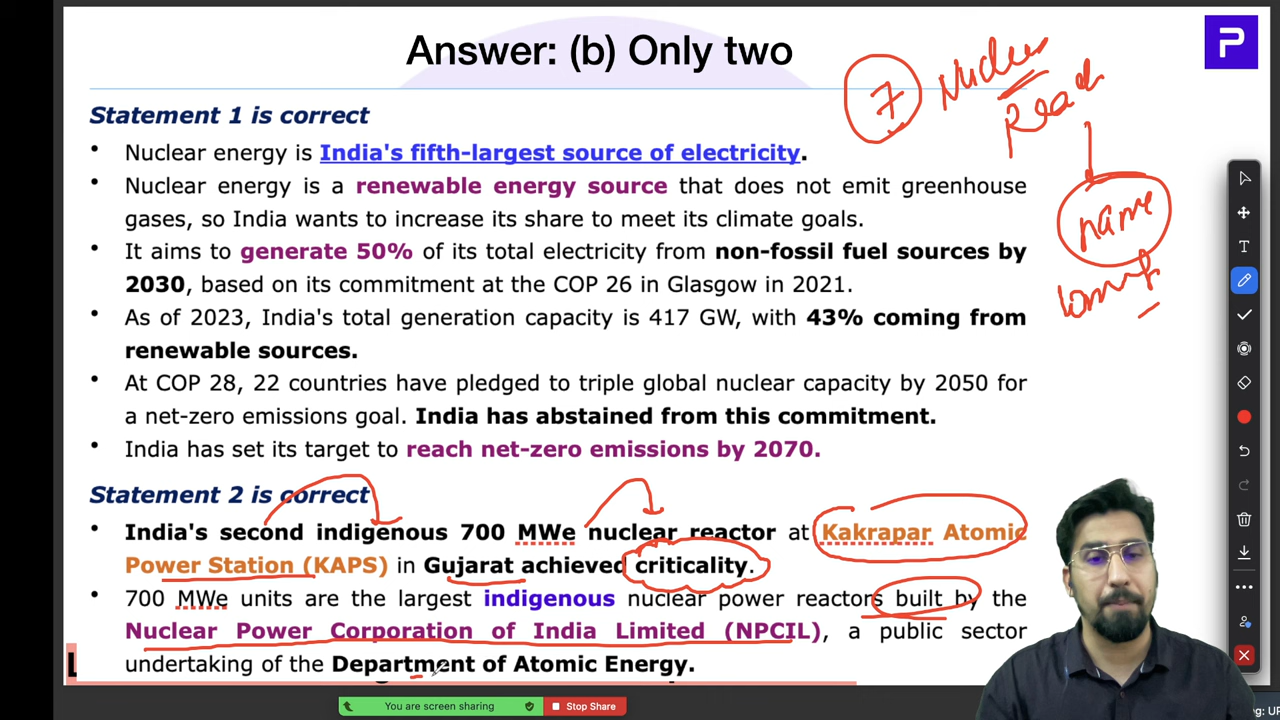 Answer: (b) Only two
P
7 Nuclear
Read
name
Statement 1 is correct
• Nuclear energy is India's fifth-largest source of electricity.
• Nuclear energy is a renewable energy source that does not emit greenhouse
gases, so India wants to increase its share to meet its climate goals.
• It aims to generate 50% of its total electricity from non-fossil fuel sources by
2030, based on its commitment at the COP 26 in Glasgow in 2021.
• As of 2023, India's total generation capacity is 417 GW, with 43% coming from
renewable sources.
• At COP 28, 22 countries have pledged to triple global nuclear capacity by 2050 for
a net-zero emissions goal. India has abstained from this commitment.
• India has set its target to reach net-zero emissions by 2070.
Statement 2 is correct
• India's second indigenous 700 MWe nuclear reactor at Kakrapar Atomic
Power Station (KAPS) in Gujarat achieved criticality.
• 700 MWe units are the largest indigenous nuclear power reactors built by the
Nuclear Power Corporation of India Limited (NPCIL), a public sector
undertaking of the Department of Atomic Energy.
L
T
You are screen sharing
Stop Share